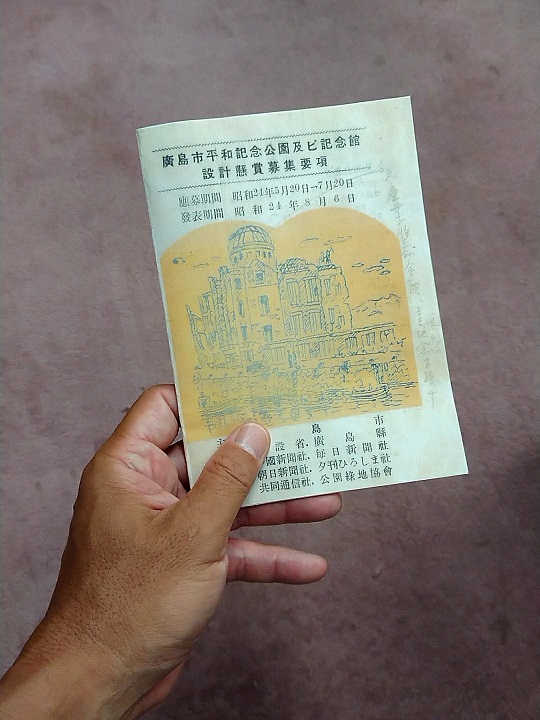 廣島市平和記念公園及ビ記念館
設計懸賞募集要項
應募期間 昭和24年5月20日→7月20日
發表期間 昭和24年8月6日
島 市
設省. 廣島縣
國新聞社. 每日新聞社
朝日新聞社. 夕刊ひろしま社
共同通信社. 公園綠地協會